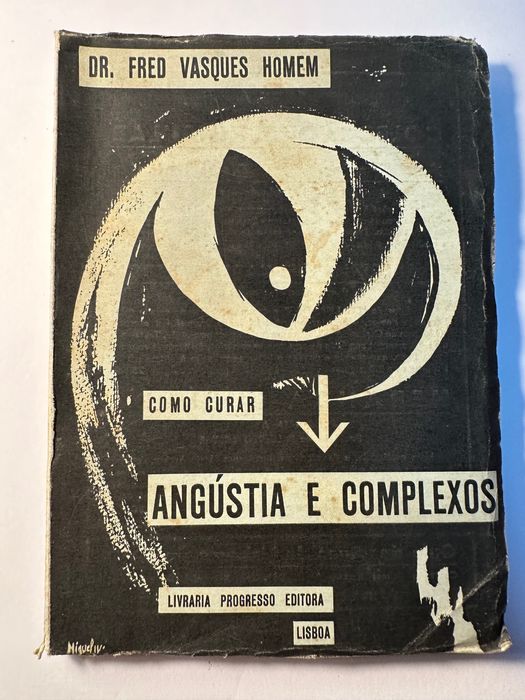 DR. FRED VASQUES HOMEM
COMO CURAR
ANGÚSTIA E COMPLEXOS
LIVRARIA PROGRESSO EDITORA
LISBOA